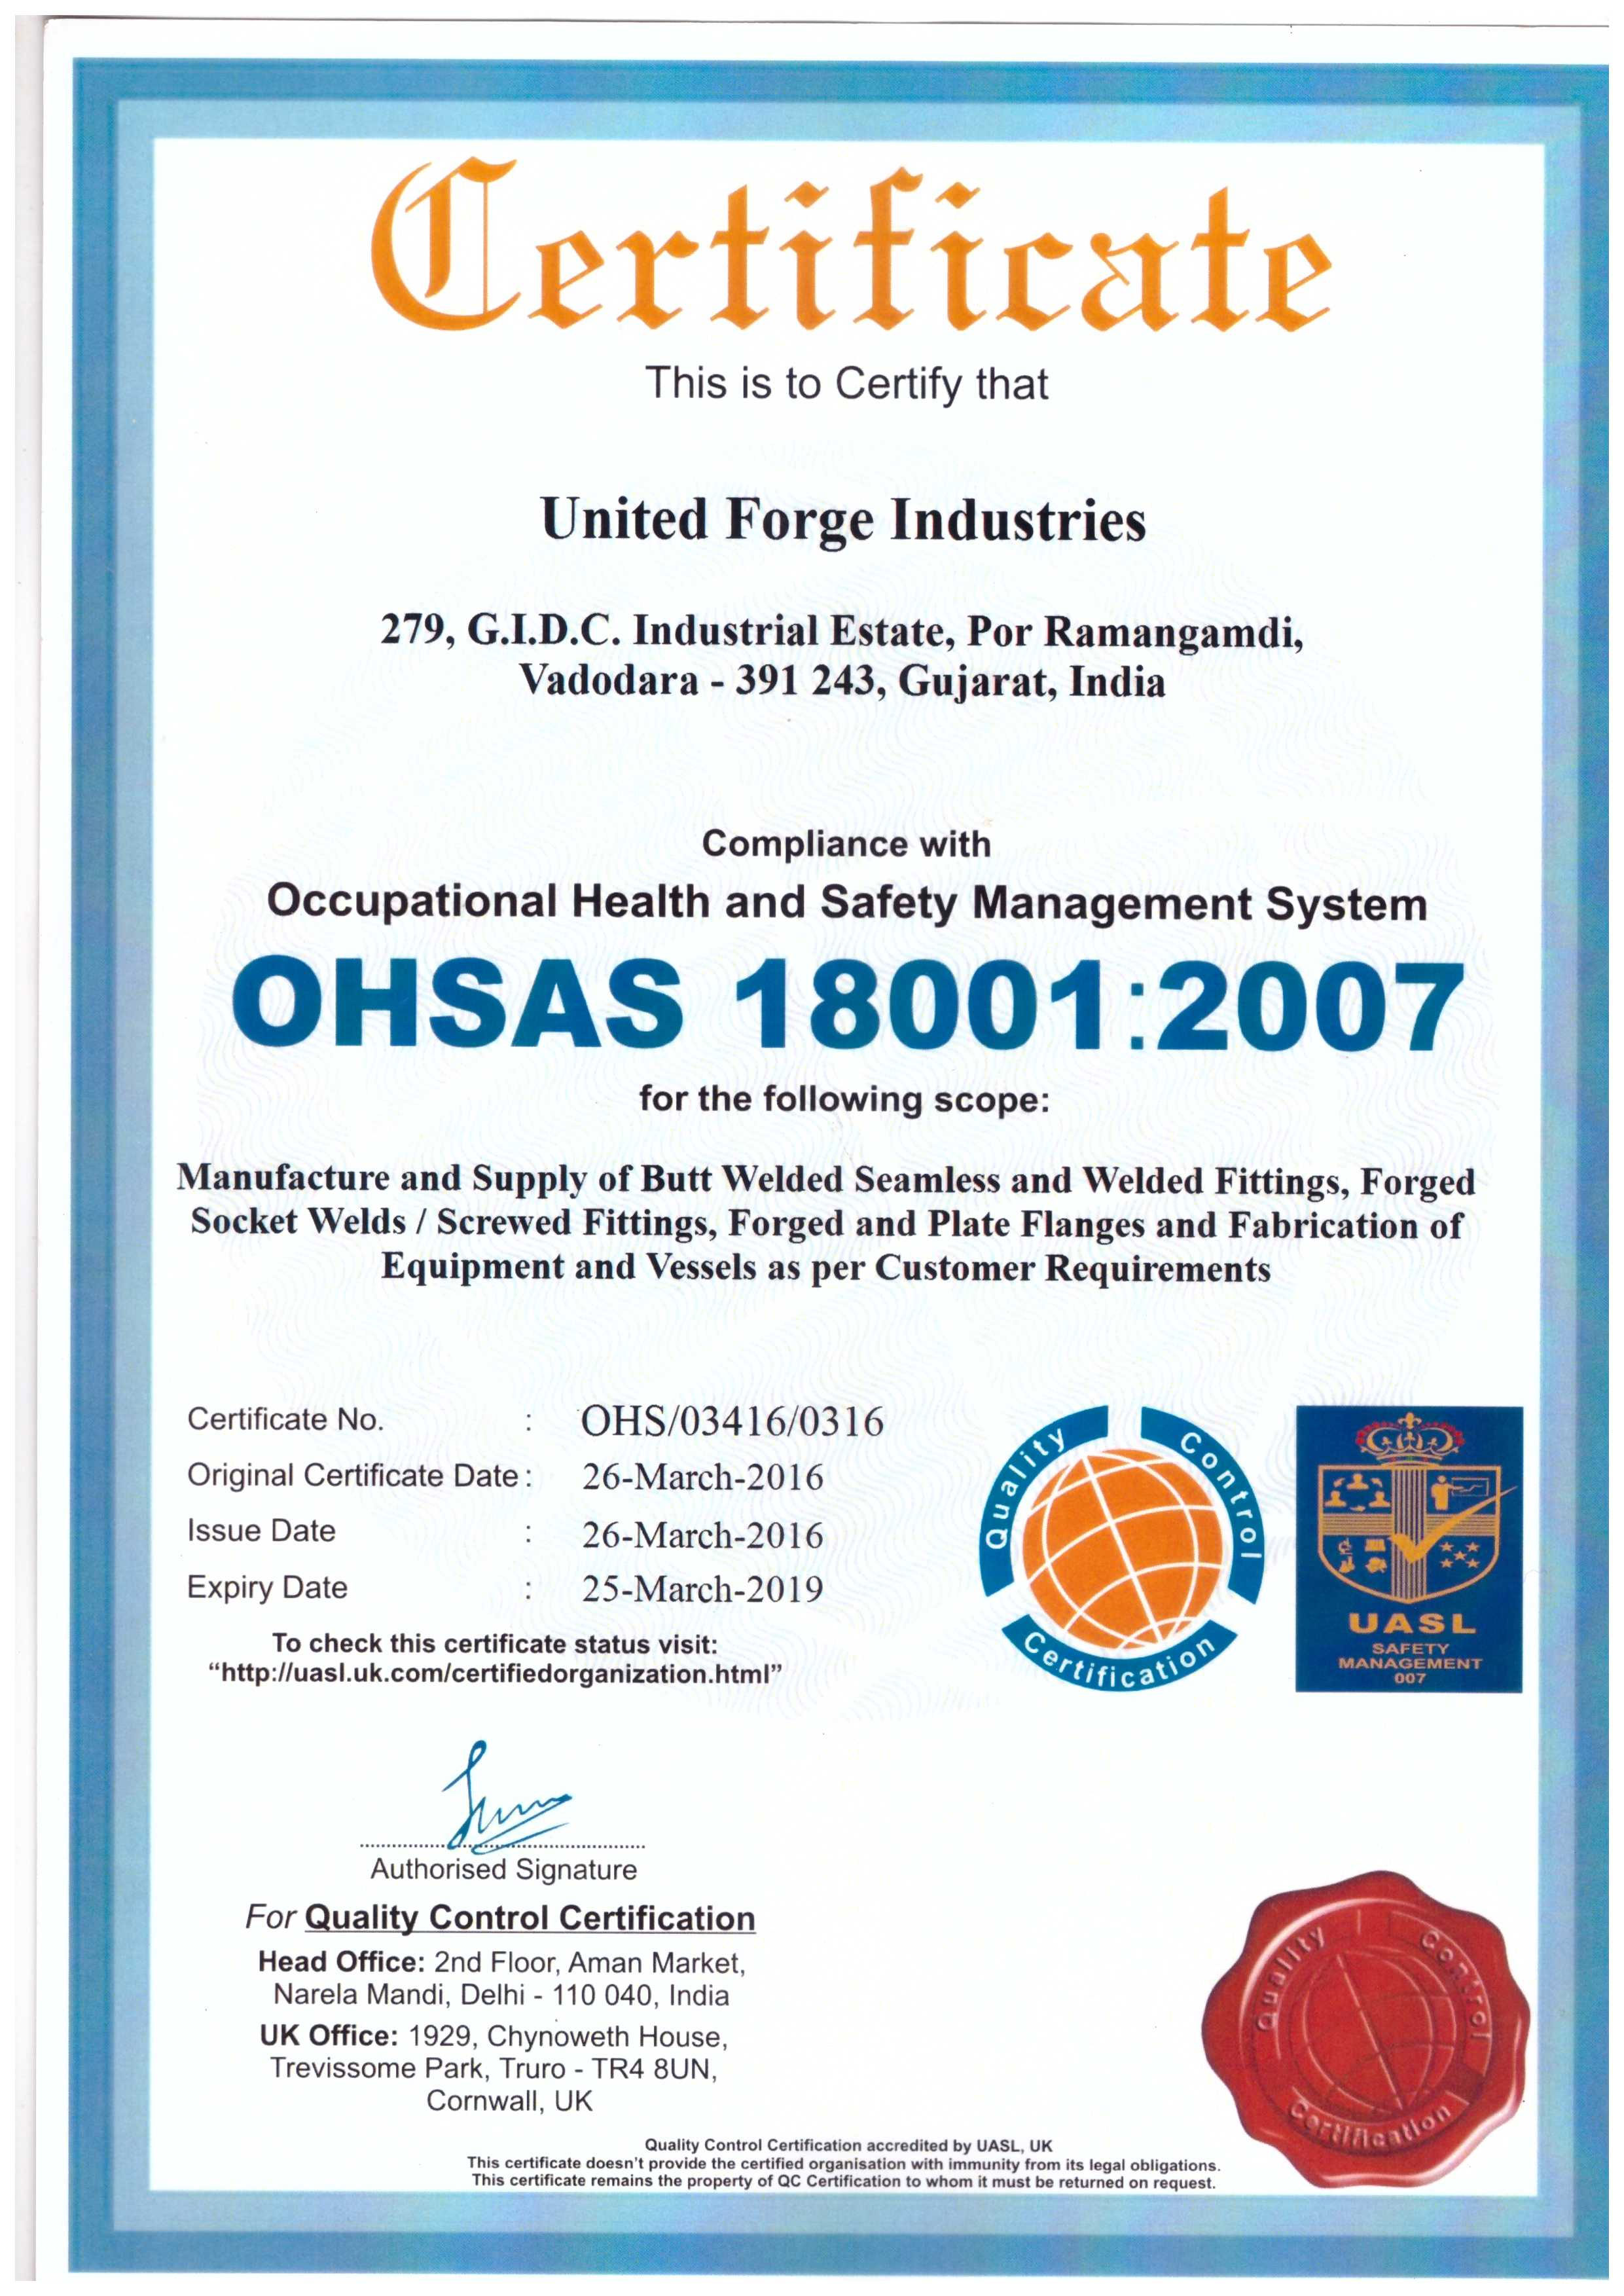 Certificate
This is to Certify that
United Forge Industries
279, G.I.D.C. Industrial Estate, Por Ramangamdi,
Vadodara - 391 243, Gujarat, India
Compliance with
Occupational Health and Safety Management System
OHSAS 18001:2007
for the following scope:
Manufacture and Supply of Butt Welded Seamless and Welded Fittings, Forged
Socket Welds / Screwed Fittings, Forged and Plate Flanges and Fabrication of
Equipment and Vessels as per Customer Requirements
Certificate No. : OHS/03416/0316
Original Certificate Date : 26-March-2016
Issue Date : 26-March-2016
Expiry Date : 25-March-2019
To check this certificate status visit:
“http://uasl.uk.com/certifiedorganization.html”
Quality Control Certification
UASL
SAFETY
MANAGEMENT
007
Authorised Signature
For Quality Control Certification
Head Office: 2nd Floor, Aman Market,
Narela Mandi, Delhi - 110 040, India
UK Office: 1929, Chynoweth House,
Trevissome Park, Truro - TR4 8UN,
Cornwall, UK
Quality Control Certification
Quality Control Certification accredited by UASL, UK
This certificate doesn't provide the certified organisation with immunity from its legal obligations.
This certificate remains the property of QC Certification to whom it must be returned on request.